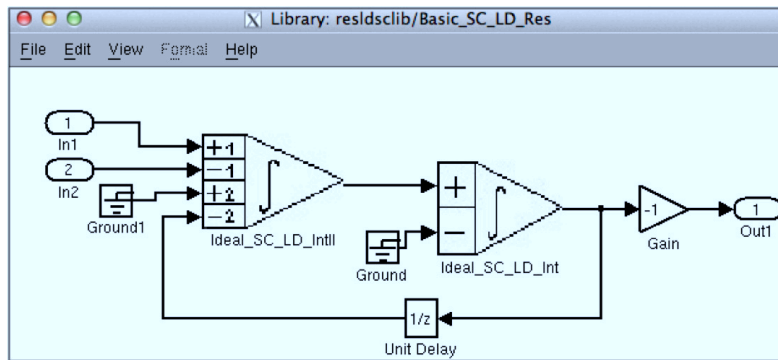 Library: resldsclib/Basic_SC_LD_Res
File Edit View Format Help
1
In1
2
In2
Ground1
+1
−1
+2
−2
Ideal_SC_LD_IntII
+
−
Ground
Ideal_SC_LD_Int
-1
Gain
1
Out1
1/z
Unit Delay